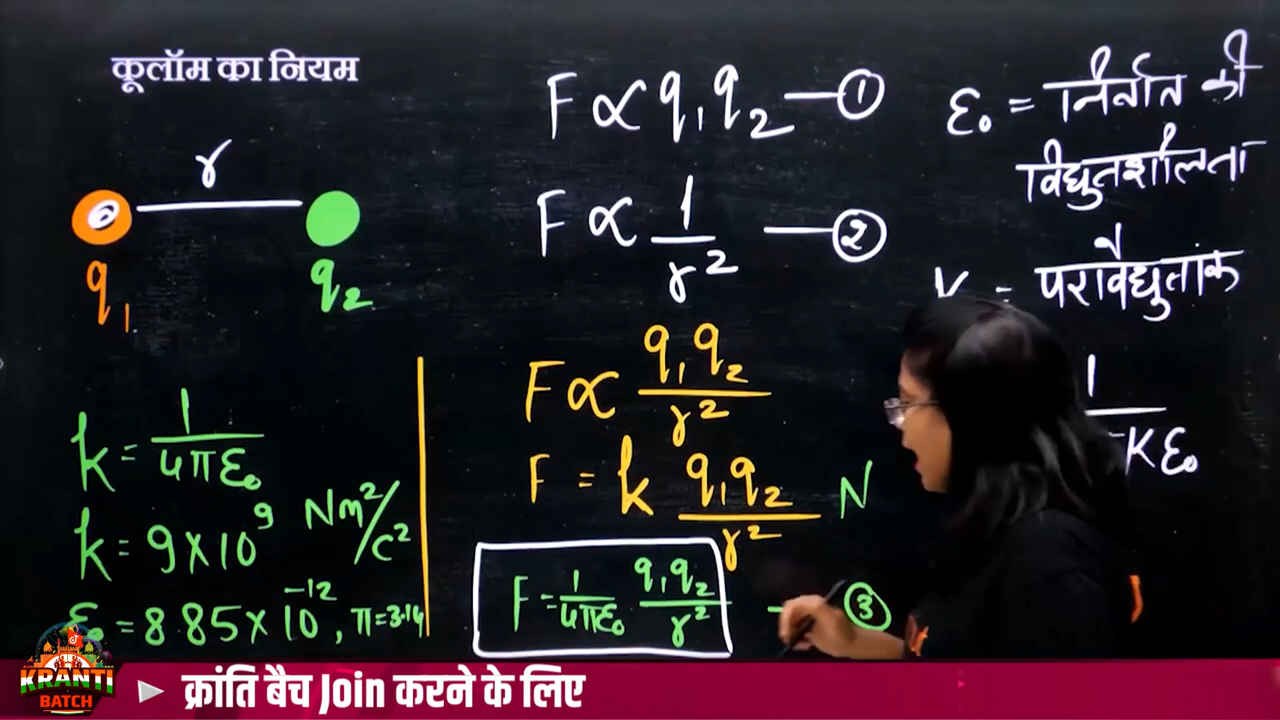 कूलॉम का नियम
r
q₁ q₂
F ∝ q₁q₂ — ①
F ∝ 1/r² — ②
F ∝ q₁q₂/r²
F = k q₁q₂/r² N
F = 1/4πε₀ q₁q₂/r² — ③
k = 1/4πε₀
k = 9×10⁹ Nm²/c²
ε₀ = 8.85×10⁻¹², π=3.14
ε₀ = निर्वात की
विद्युतशीलता
परावैद्युतांक
1
Kε₀
KRANTI
BATCH
क्रांति बैच Join करने के लिए